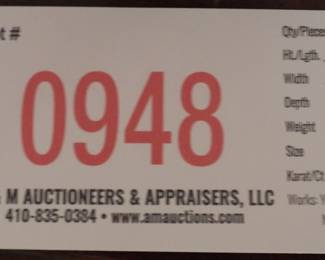 t #
0948
M AUCTIONEERS & APPRAISERS, LLC
410-835-0384 • www.amauctions.com
Qty/Pieces
Ht./Lgth.
Width
Depth
Weight
Size
Karat/Ct
Works: